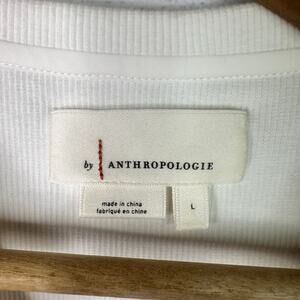 by ANTHROPOLOGIE
made in china
fabriqué en chine
L